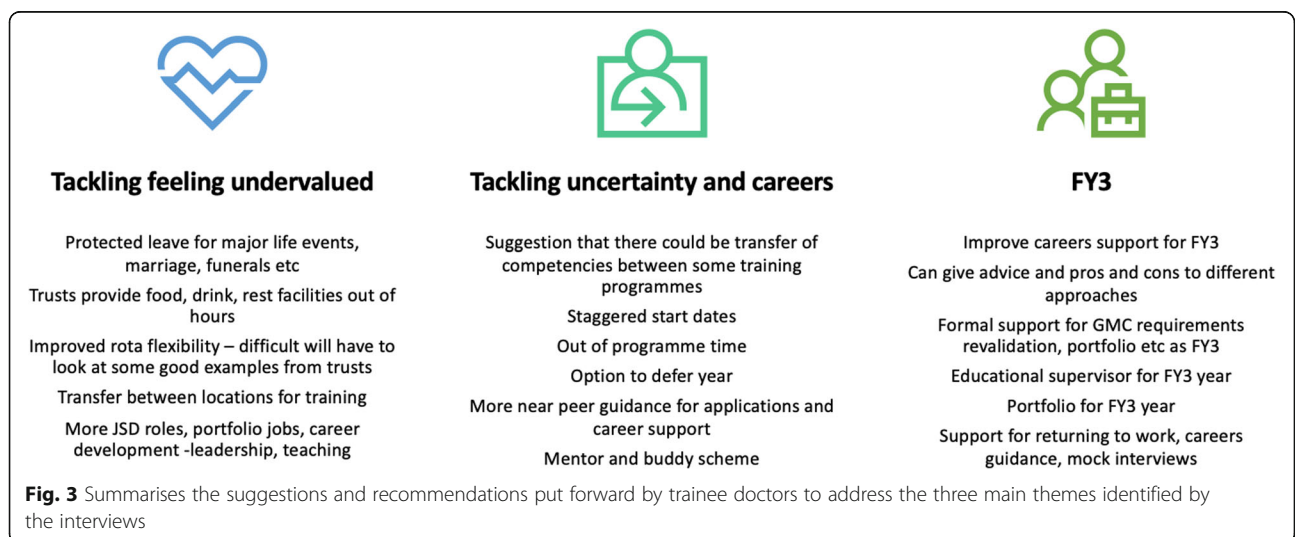 Tackling feeling undervalued
Protected leave for major life events,
marriage, funerals etc
Trusts provide food, drink, rest facilities out of
hours
Improved rota flexibility – difficult will have to
look at some good examples from trusts
Transfer between locations for training
More JSD roles, portfolio jobs, career
development -leadership, teaching
Tackling uncertainty and careers
Suggestion that there could be transfer of
competencies between some training
programmes
Staggered start dates
Out of programme time
Option to defer year
More near peer guidance for applications and
career support
Mentor and buddy scheme
FY3
Improve careers support for FY3
Can give advice and pros and cons to different
approaches
Formal support for GMC requirements
revalidation, portfolio etc as FY3
Educational supervisor for FY3 year
Portfolio for FY3 year
Support for returning to work, careers
guidance, mock interviews
Fig. 3 Summarises the suggestions and recommendations put forward by trainee doctors to address the three main themes identified by
the interviews